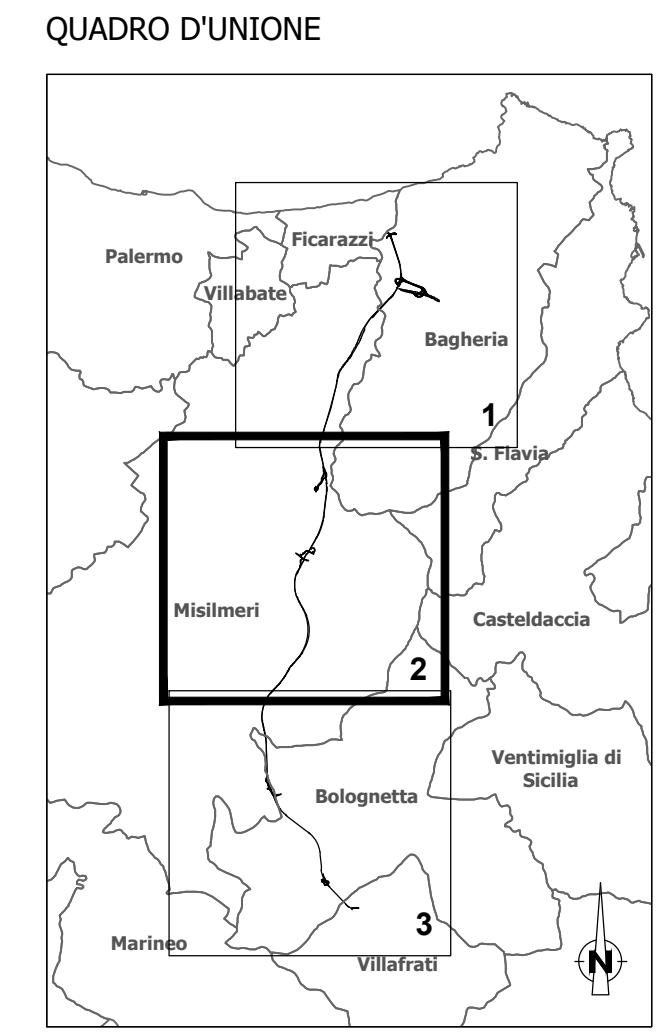 QUADRO D'UNIONE
Ficarazzi
Palermo
Villabate
Bagheria
1
S. Flavia
Misilmeri
Casteldaccia
2
Ventimiglia di
Sicilia
Bolognetta
3
Marineo
Villafrati
N